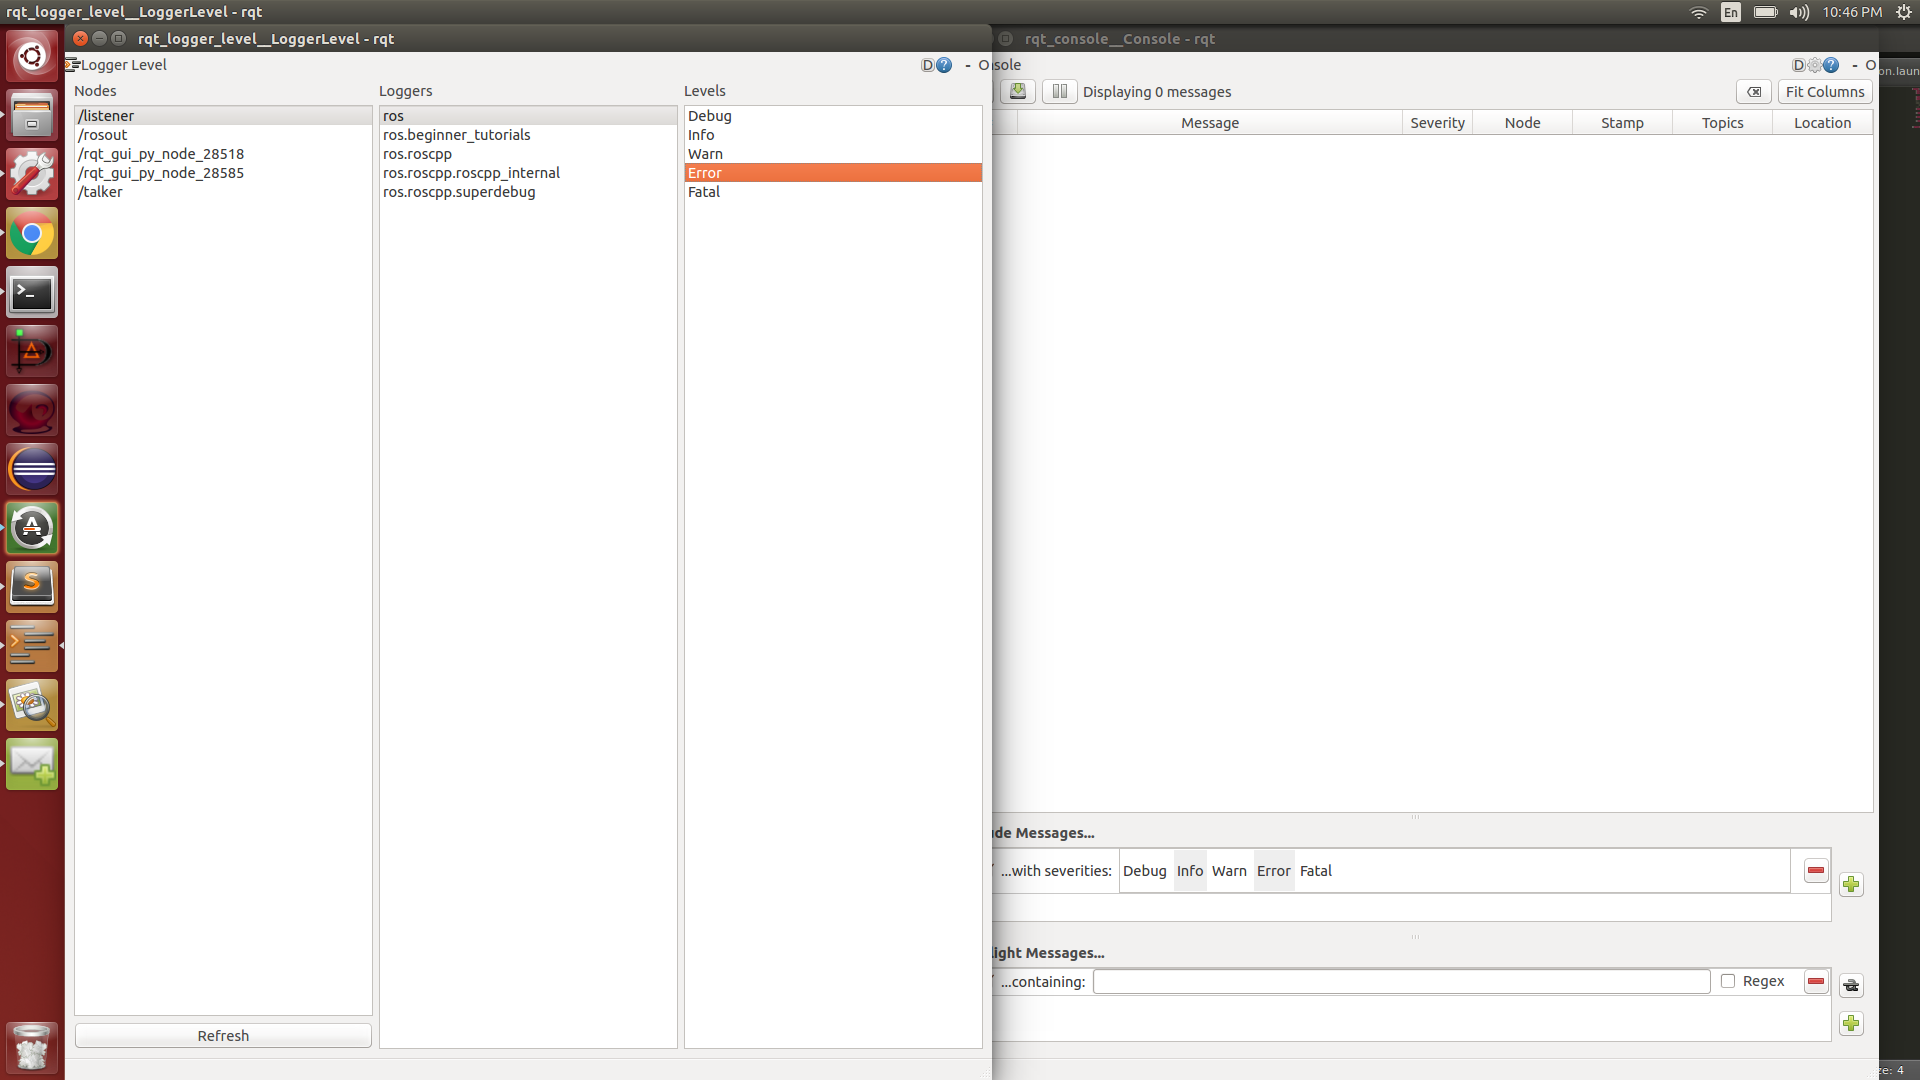 rqt_logger_level__LoggerLevel - rqt
En
10:46 PM
rqt_logger_level__LoggerLevel - rqt
rqt_console__Console - rqt
Logger Level
D
?
- O
sole
D
?
- O
on.laun
Nodes
Loggers
Levels
Displaying 0 messages
Fit Columns
/listener
/rosout
/rqt_gui_py_node_28518
/rqt_gui_py_node_28585
/talker
ros
ros.beginner_tutorials
ros.roscpp
ros.roscpp.roscpp_internal
ros.roscpp.superdebug
Debug
Info
Warn
Error
Fatal
Message
Severity
Node
Stamp
Topics
Location
de Messages...
...with severities:
Debug Info Warn Error Fatal
light Messages...
...containing:
Regex
Refresh
ze: 4